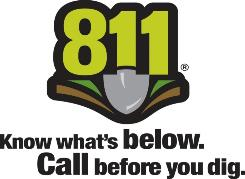 811®
Know what's below.
Call before you dig.